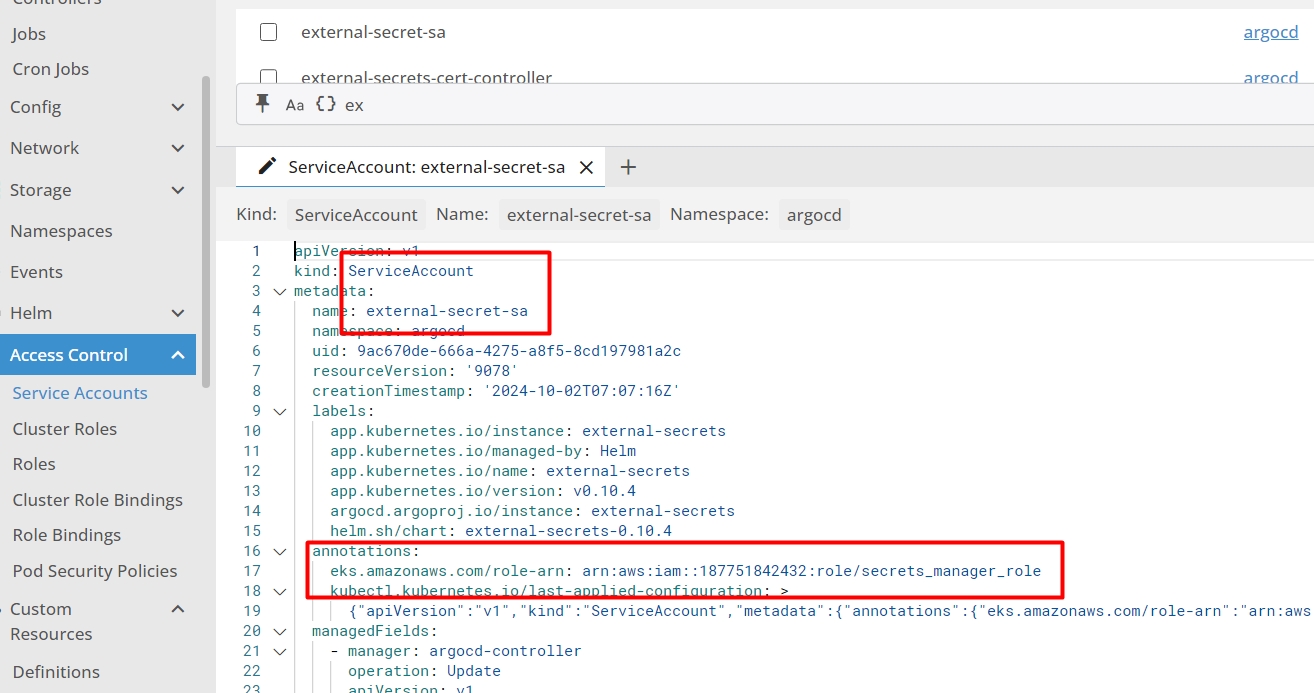 Controllers
Jobs
Cron Jobs
Config
Network
Storage
Namespaces
Events
Helm
Access Control
Service Accounts
Cluster Roles
Roles
Cluster Role Bindings
Role Bindings
Pod Security Policies
Custom
Resources
Definitions
external-secret-sa argocd
external-secrets-cert-controller argocd
Aa {} ex
ServiceAccount: external-secret-sa
Kind: ServiceAccount Name: external-secret-sa Namespace: argocd
1 apiVersion: v1
2 kind: ServiceAccount
3 metadata:
4 name: external-secret-sa
5 namespace: argocd
6 uid: 9ac670de-666a-4275-a8f5-8cd197981a2c
7 resourceVersion: '9078'
8 creationTimestamp: '2024-10-02T07:07:16Z'
9 labels:
10 app.kubernetes.io/instance: external-secrets
11 app.kubernetes.io/managed-by: Helm
12 app.kubernetes.io/name: external-secrets
13 app.kubernetes.io/version: v0.10.4
14 argocd.argoproj.io/instance: external-secrets
15 helm.sh/chart: external-secrets-0.10.4
16 annotations:
17 eks.amazonaws.com/role-arn: arn:aws:iam::187751842432:role/secrets_manager_role
18 kubectl.kubernetes.io/last-applied-configuration: >
19 {"apiVersion":"v1","kind":"ServiceAccount","metadata":{"annotations":{"eks.amazonaws.com/role-arn":"arn:aws
20 managedFields:
21 - manager: argocd-controller
22 operation: Update
23 apiVersion: v1